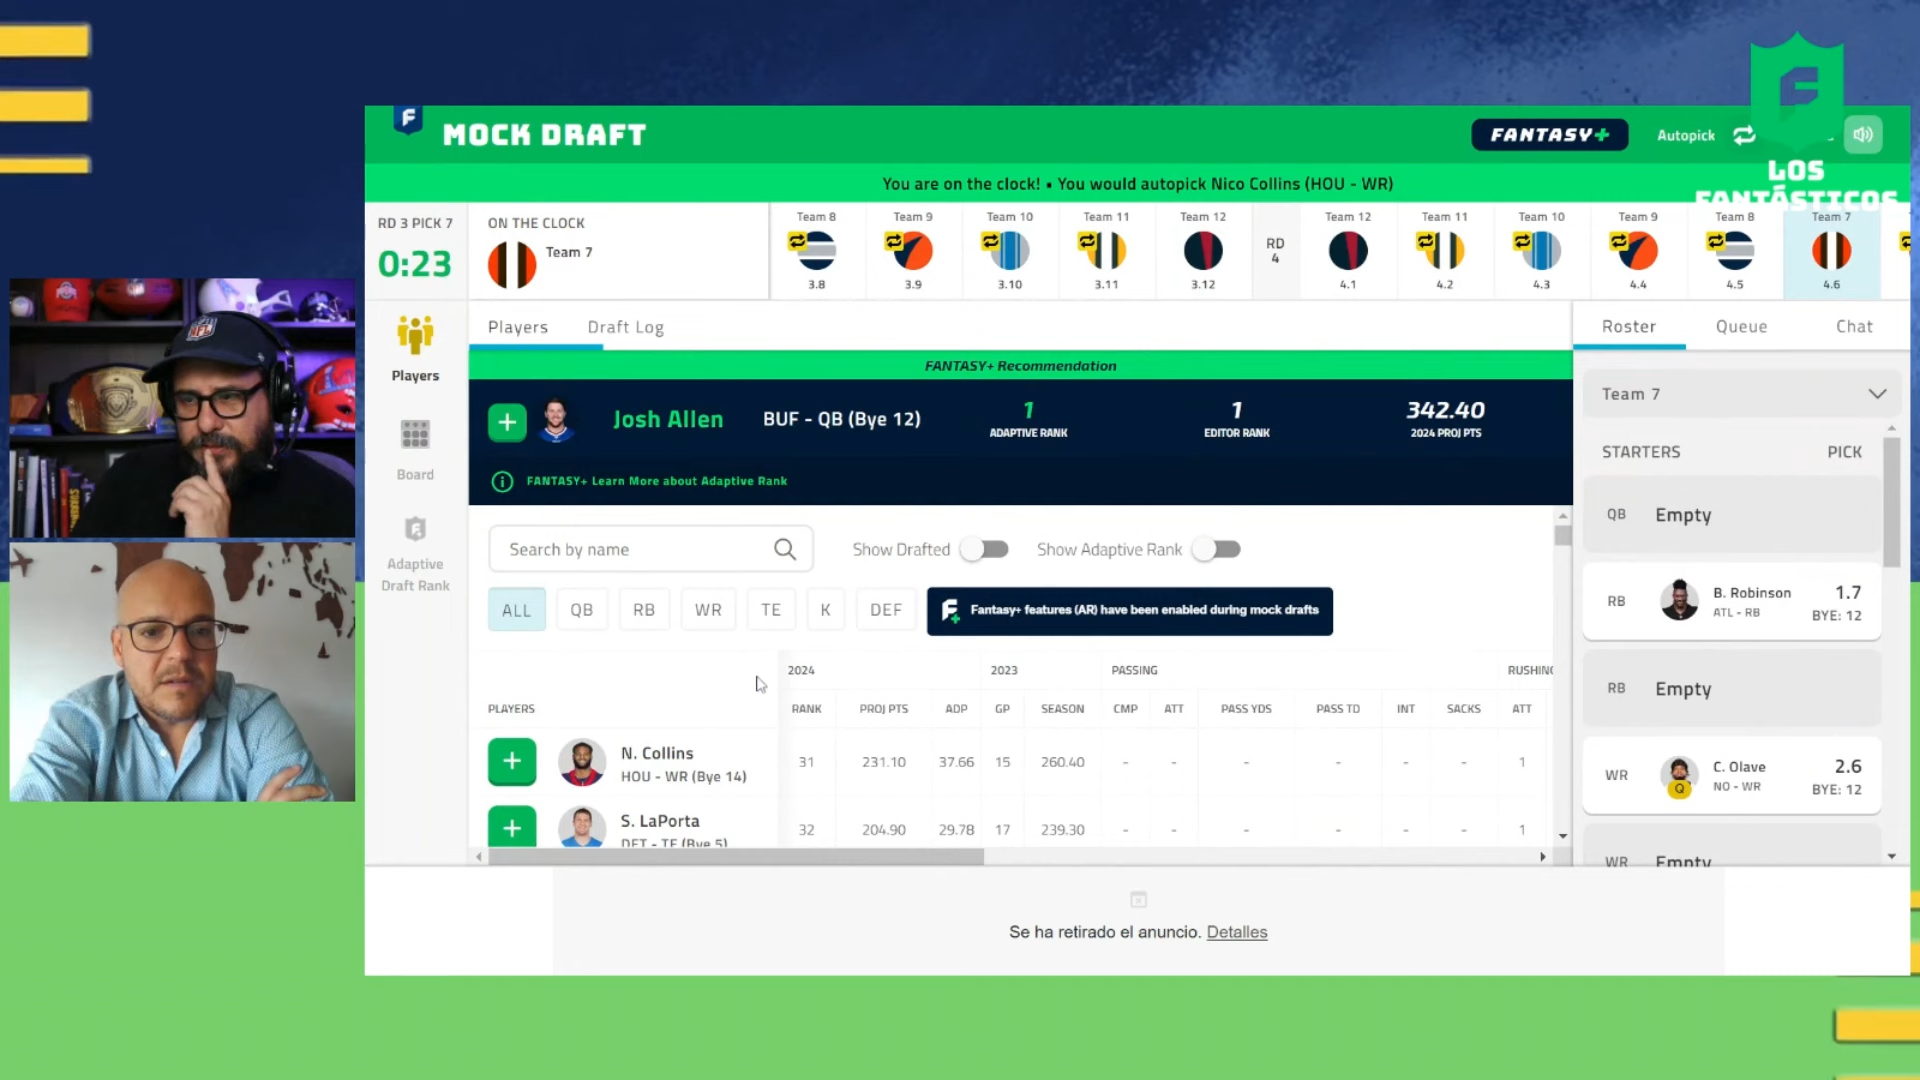 LOS
FANTÁSTICOS
MOCK DRAFT
FANTASY+
Autopick
You are on the clock! • You would autopick Nico Collins (HOU - WR)
RD 3 PICK 7
0:23
ON THE CLOCK
Team 7
Team 8
3.8
Team 9
3.9
Team 10
3.10
Team 11
3.11
Team 12
3.12
RD
4
Team 12
4.1
Team 11
4.2
Team 10
4.3
Team 9
4.4
Team 8
4.5
Team 7
4.6
Players
Board
Adaptive
Draft Rank
Players Draft Log
FANTASY+ Recommendation
Josh Allen BUF - QB (Bye 12)
1
ADAPTIVE RANK
1
EDITOR RANK
342.40
2024 PROJ PTS
FANTASY+ Learn More about Adaptive Rank
Search by name
Show Drafted
Show Adaptive Rank
ALL QB RB WR TE K DEF
Fantasy+ features (AR) have been enabled during mock drafts
2024 2023 PASSING RUSHING
PLAYERS RANK PROJ PTS ADP GP SEASON CMP ATT PASS YDS PASS TD INT SACKS ATT
N. Collins
HOU - WR (Bye 14)
31 231.10 37.66 15 260.40 - - - - - - 1
S. LaPorta
DET - TE (Bye 5)
32 204.90 29.78 17 239.30 - - - - - - 1
Roster Queue Chat
Team 7
STARTERS PICK
QB Empty
RB B. Robinson 1.7
ATL - RB BYE: 12
RB Empty
WR C. Olave 2.6
Q NO - WR BYE: 12
WR Empty
Se ha retirado el anuncio. Detalles
NFL